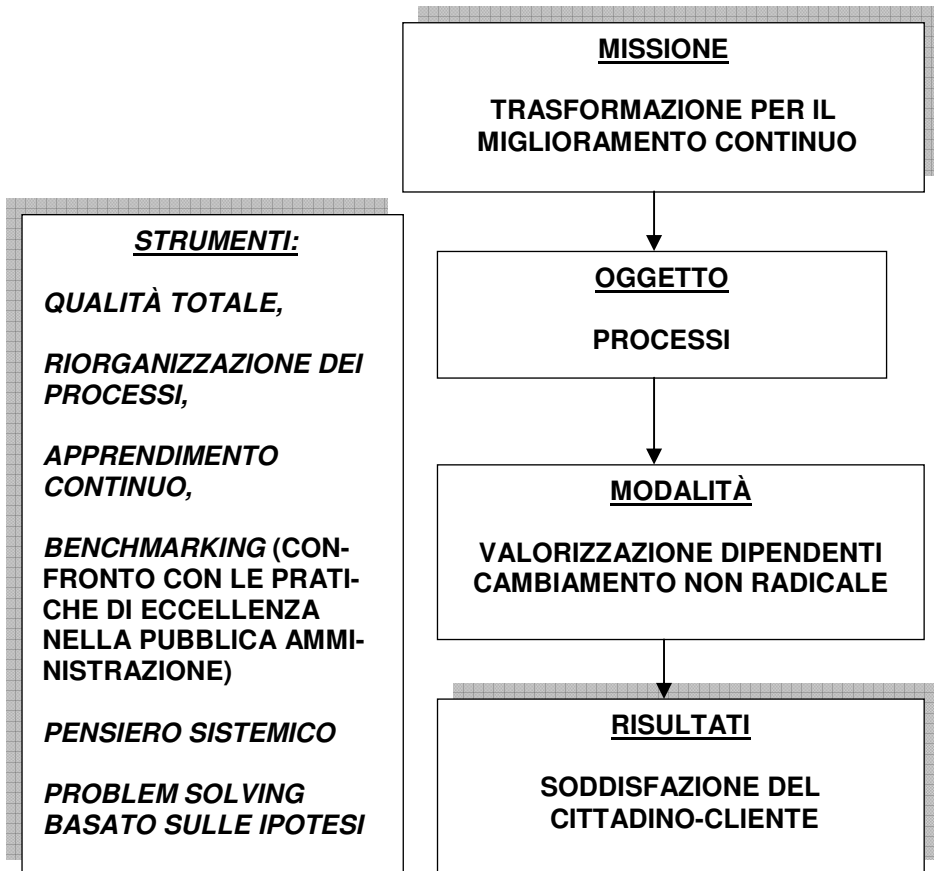 MISSIONE
TRASFORMAZIONE PER IL
MIGLIORAMENTO CONTINUO
STRUMENTI:
QUALITÀ TOTALE,
RIORGANIZZAZIONE DEI
PROCESSI,
APPRENDIMENTO
CONTINUO,
BENCHMARKING (CON-
FRONTO CON LE PRATI-
CHE DI ECCELLENZA
NELLA PUBBLICA AMMI-
NISTRAZIONE)
PENSIERO SISTEMICO
PROBLEM SOLVING
BASATO SULLE IPOTESI
OGGETTO
PROCESSI
MODALITÀ
VALORIZZAZIONE DIPENDENTI
CAMBIAMENTO NON RADICALE
RISULTATI
SODDISFAZIONE DEL
CITTADINO-CLIENTE